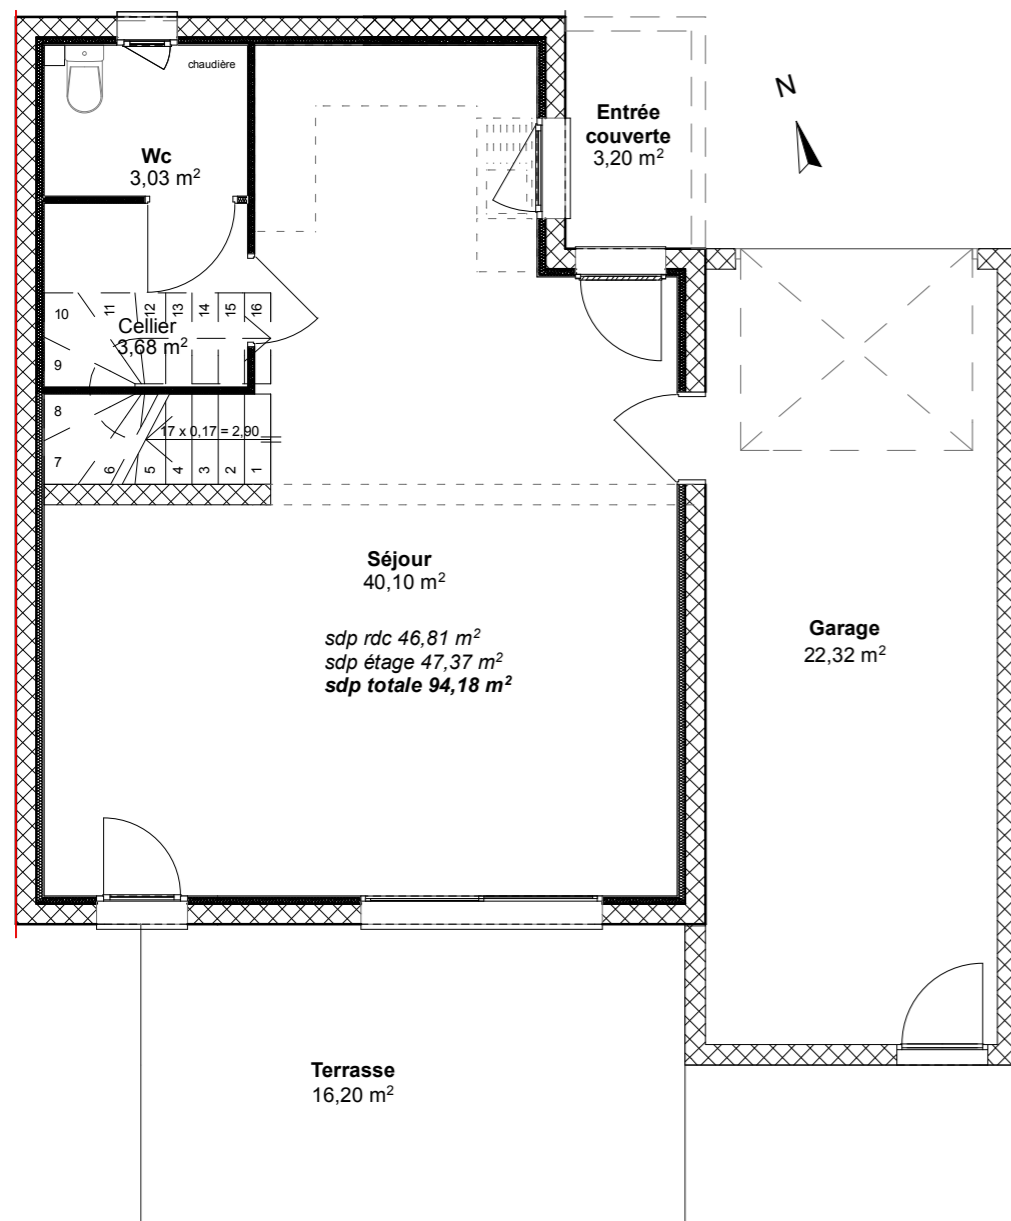 chaudière
N
Entrée
couverte
3,20 m²
Wc
3,03 m²
10
11
12
13
14
15
16
Cellier
3,68 m²
9
8
17 x 0,17 = 2,90
7
6
5
4
3
2
1
Séjour
40,10 m²
sdp rdc 46,81 m²
sdp étage 47,37 m²
sdp totale 94,18 m²
Garage
22,32 m²
Terrasse
16,20 m²